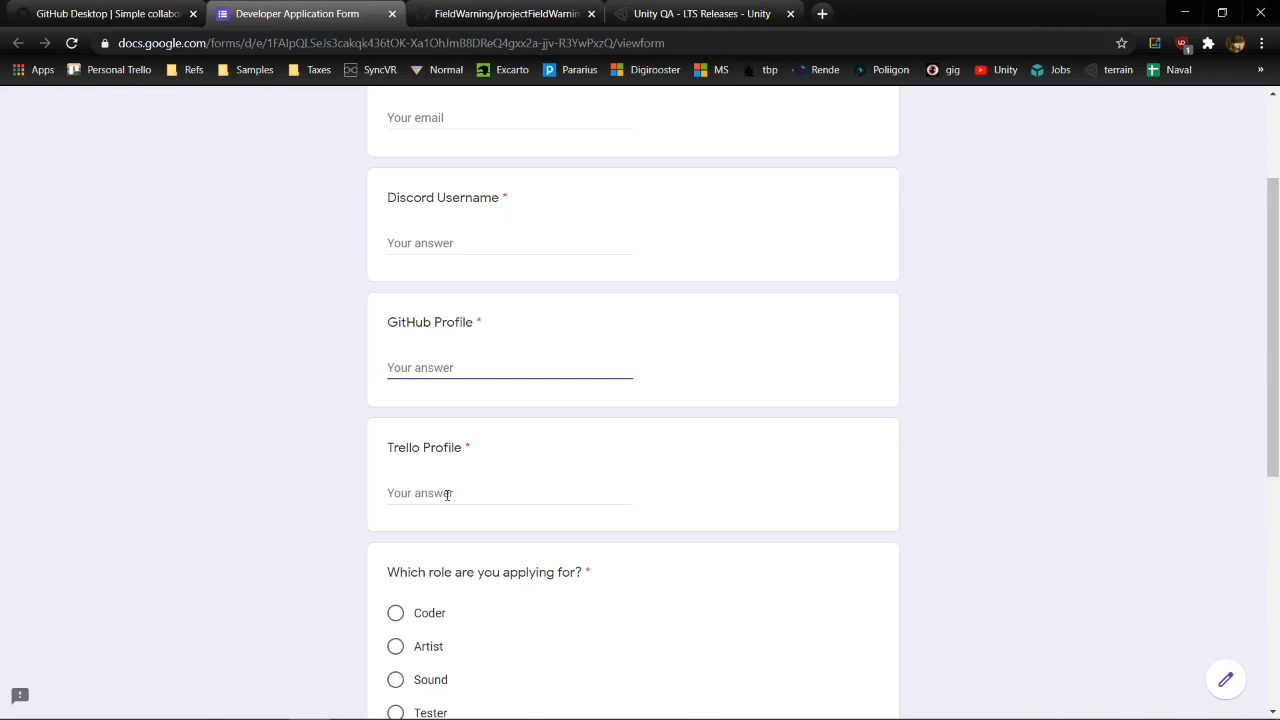 GitHub Desktop | Simple collabo
Developer Application Form
FieldWarning/projectFieldWarnin
Unity QA - LTS Releases - Unity
docs.google.com/forms/d/e/1FAIpQLSeJs3cakqk436tOK-Xa1OhJmB8DReQ4gxx2a-jjv-R3YwPxzQ/viewform
Apps
Personal Trello
Refs
Samples
Taxes
SyncVR
Normal
Excarto
Pararius
Digirooster
MS
tbp
Rende
Poliigon
gig
Unity
Jobs
terrain
Naval
»
Your email
Discord Username *
Your answer
GitHub Profile *
Your answer
Trello Profile *
Your answer
Which role are you applying for? *
Coder
Artist
Sound
Tester